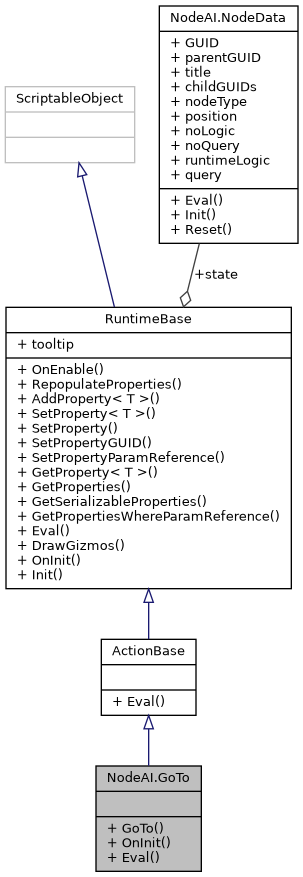 NodeAI.NodeData
+ GUID
+ parentGUID
+ title
+ childGUIDs
+ nodeType
+ position
+ noLogic
+ noQuery
+ runtimeLogic
+ query
+ Eval()
+ Init()
+ Reset()
ScriptableObject
+state
RuntimeBase
+ tooltip
+ OnEnable()
+ RepopulateProperties()
+ AddProperty< T >()
+ SetProperty< T >()
+ SetProperty()
+ SetPropertyGUID()
+ SetPropertyParamReference()
+ GetProperty< T >()
+ GetProperties()
+ GetSerializableProperties()
+ GetPropertiesWhereParamReference()
+ Eval()
+ DrawGizmos()
+ OnInit()
+ Init()
ActionBase
+ Eval()
NodeAI.GoTo
+ GoTo()
+ OnInit()
+ Eval()